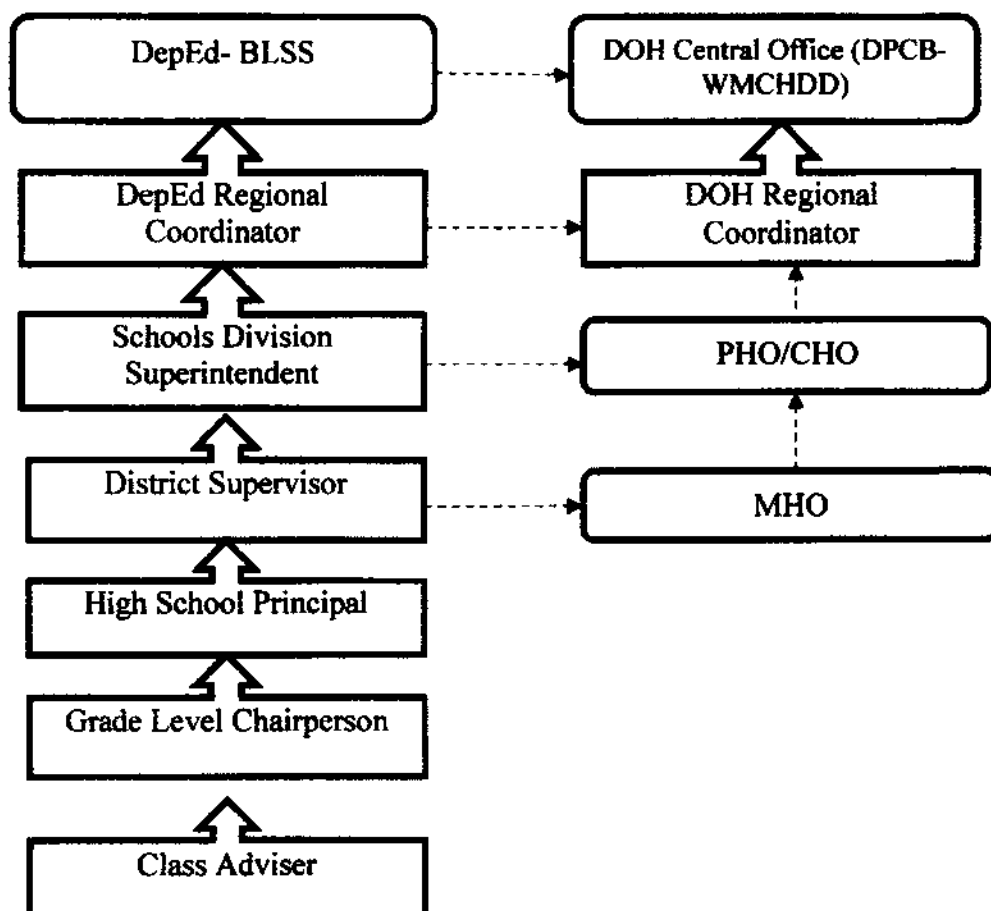 DepEd- BLSS
DOH Central Office (DPCB-
WMCHDD)
DepEd Regional
Coordinator
DOH Regional
Coordinator
Schools Division
Superintendent
PHO/CHO
District Supervisor
MHO
High School Principal
Grade Level Chairperson
Class Adviser